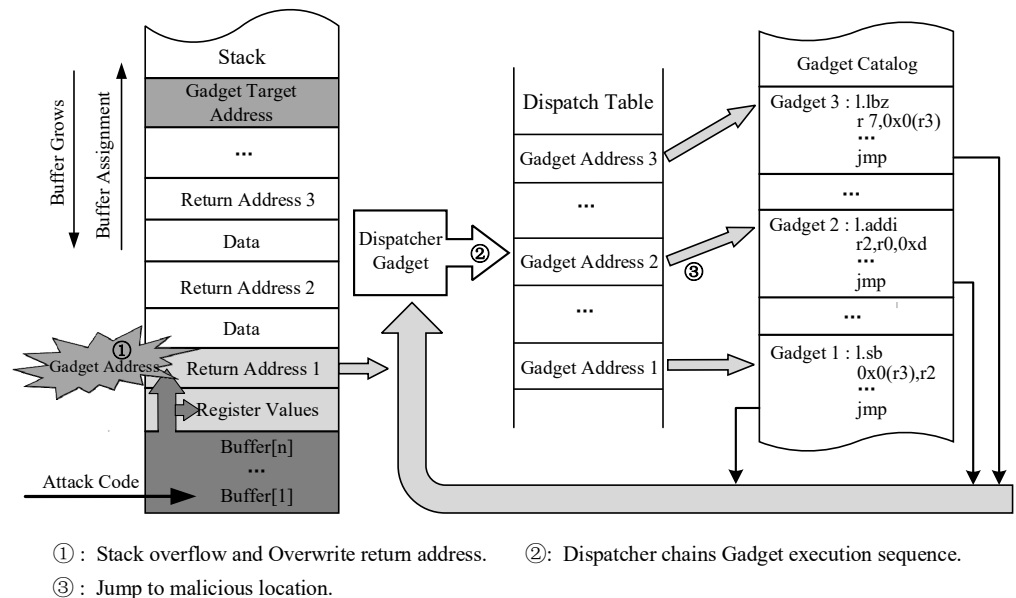 Stack
Gadget Target
Address
...
Return Address 3
Data
Return Address 2
Data
Return Address 1
Register Values
Buffer[n]
...
Buffer[1]
Buffer Grows
Buffer Assignment
①
Gadget Address
Attack Code
Dispatcher
Gadget
②
Dispatch Table
Gadget Address 3
...
Gadget Address 2
...
Gadget Address 1
③
Gadget Catalog
Gadget 3 : l.lbz
r 7,0x0(r3)
...
jmp
...
Gadget 2 : l.addi
r2,r0,0xd
...
jmp
...
Gadget 1 : l.sb
0x0(r3),r2
...
jmp
① : Stack overflow and Overwrite return address.
②: Dispatcher chains Gadget execution sequence.
③ : Jump to malicious location.